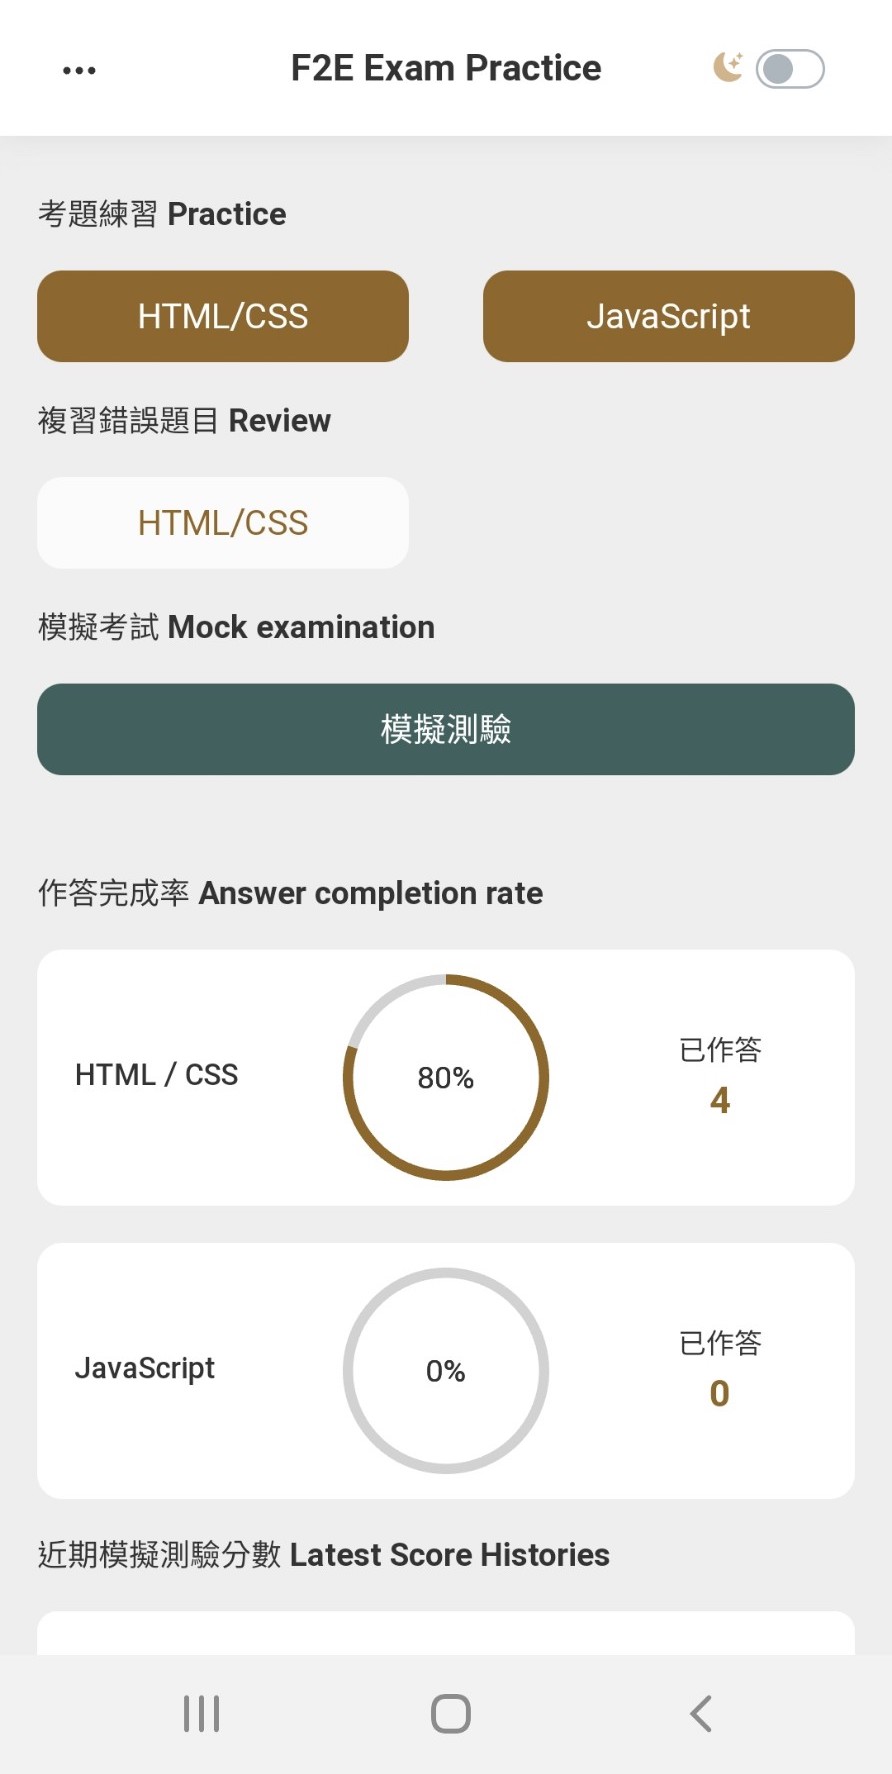 F2E Exam Practice
考題練習 Practice
HTML/CSS
JavaScript
複習錯誤題目 Review
HTML/CSS
模擬考試 Mock examination
模擬測驗
作答完成率 Answer completion rate
HTML / CSS
80%
已作答
4
JavaScript
0%
已作答
0
近期模擬測驗分數 Latest Score Histories